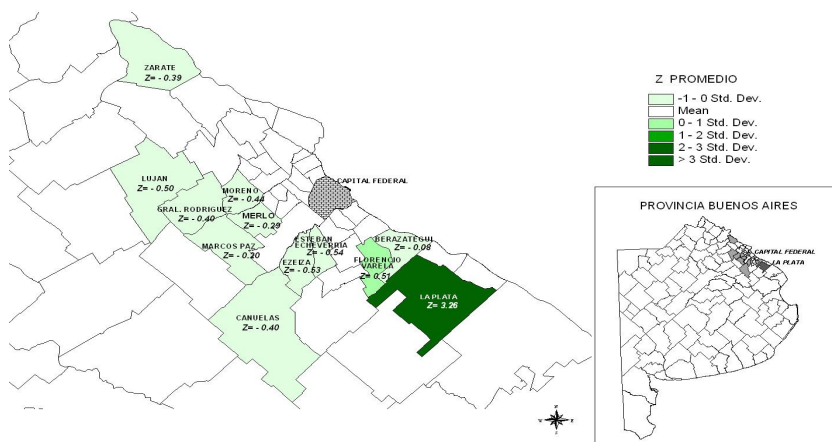 ZARATE
Z= - 0.39
LUJAN
Z= - 0.50
MORENO
Z= - 0.44
GRAL. RODRIGUEZ
Z= - 0.40
MERLO
Z= - 0.29
MARCOS PAZ
Z= - 0.20
CAPITAL FEDERAL
ESTEBAN
ECHEVERRIA
Z= - 0.54
EZEIZA
Z= - 0.53
BERAZATEGUI
Z= - 0.08
FLORENCIO
VARELA
Z= 0.51
LA PLATA
Z= 3.26
CANUELAS
Z= - 0.40
Z PROMEDIO
-1 - 0 Std. Dev.
Mean
0 - 1 Std. Dev.
1 - 2 Std. Dev.
2 - 3 Std. Dev.
> 3 Std. Dev.
PROVINCIA BUENOS AIRES
CAPITAL FEDERAL
LA PLATA